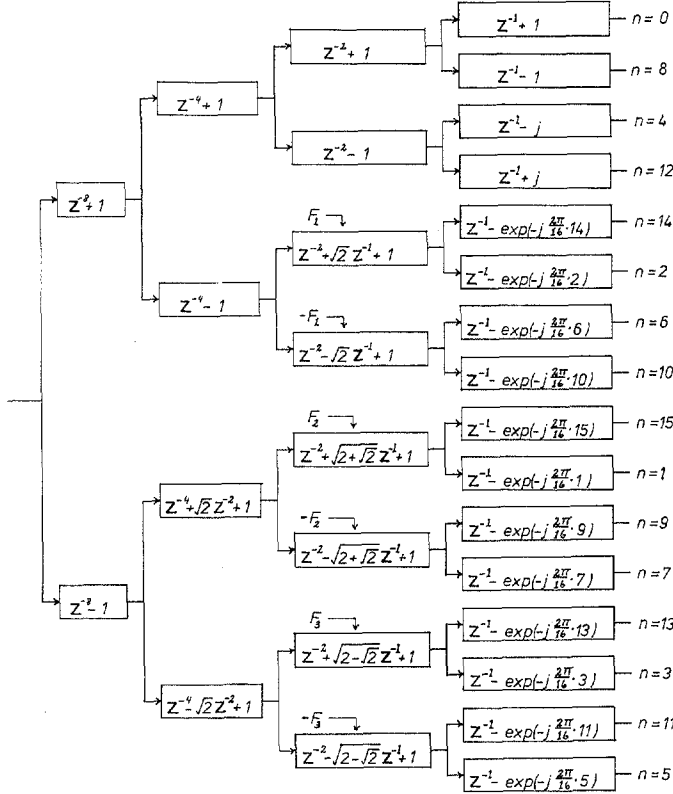 Z⁻¹ + 1
n = 0
Z⁻² + 1
Z⁻¹ − 1
n = 8
Z⁻⁴ + 1
Z⁻¹ − j
n = 4
Z⁻² − 1
Z⁻¹ + j
n = 12
Z⁻⁸ + 1
F₁
Z⁻² + √2 Z⁻¹ + 1
Z⁻¹ − exp(−j 2π/16 · 14)
n = 14
Z⁻¹ − exp(−j 2π/16 · 2)
n = 2
Z⁻⁴ − 1
−F₁
Z⁻² − √2 Z⁻¹ + 1
Z⁻¹ − exp(−j 2π/16 · 6)
n = 6
Z⁻¹ − exp(−j 2π/16 · 10)
n = 10
F₂
Z⁻² + √(2+√2) Z⁻¹ + 1
Z⁻¹ − exp(−j 2π/16 · 15)
n = 15
Z⁻¹ − exp(−j 2π/16 · 1)
n = 1
Z⁻⁴ + √2 Z⁻² + 1
−F₂
Z⁻² − √(2+√2) Z⁻¹ + 1
Z⁻¹ − exp(−j 2π/16 · 9)
n = 9
Z⁻¹ − exp(−j 2π/16 · 7)
n = 7
Z⁻⁸ − 1
F₃
Z⁻² + √(2−√2) Z⁻¹ + 1
Z⁻¹ − exp(−j 2π/16 · 13)
n = 13
Z⁻¹ − exp(−j 2π/16 · 3)
n = 3
Z⁻⁴ − √2 Z⁻² + 1
−F₃
Z⁻² − √(2−√2) Z⁻¹ + 1
Z⁻¹ − exp(−j 2π/16 · 11)
n = 11
Z⁻¹ − exp(−j 2π/16 · 5)
n = 5